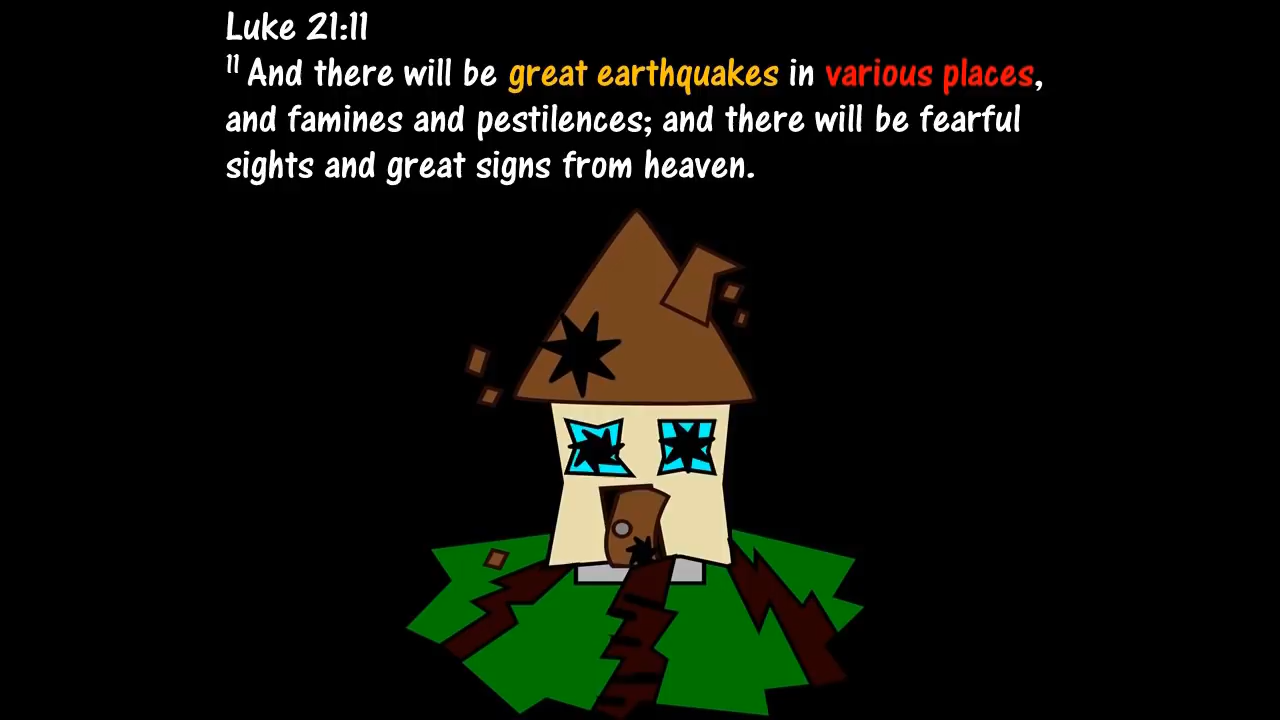 Luke 21:11
11 And there will be great earthquakes in various places,
and famines and pestilences; and there will be fearful
sights and great signs from heaven.